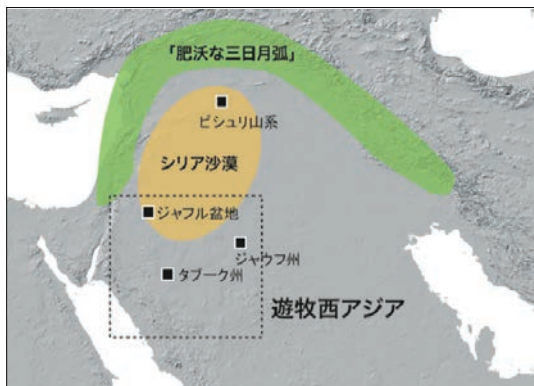 「肥沃な三日月弧」
ビシュリ山系
シリア沙漠
ジャフル盆地
ジャウフ州
タブーク州
遊牧西アジア